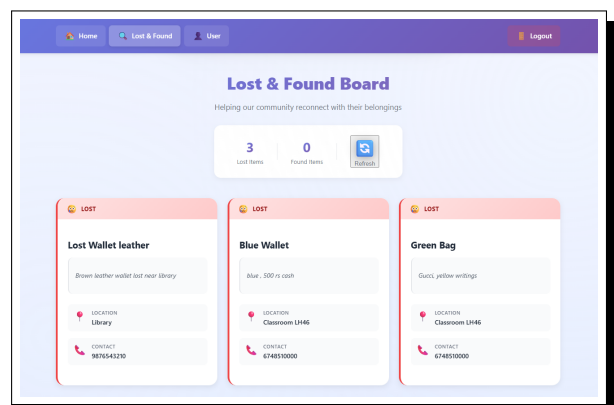 Home
Lost & Found
User
Logout
Lost & Found Board
Helping our community reconnect with their belongings
3
Lost Items
0
Found Items
Refresh
LOST
Lost Wallet leather
Brown leather wallet lost near library
LOCATION
Library
CONTACT
9876543210
LOST
Blue Wallet
blue , 500 rs cash
LOCATION
Classroom LH46
CONTACT
6748510000
LOST
Green Bag
Gucci, yellow writings
LOCATION
Classroom LH46
CONTACT
6748510000